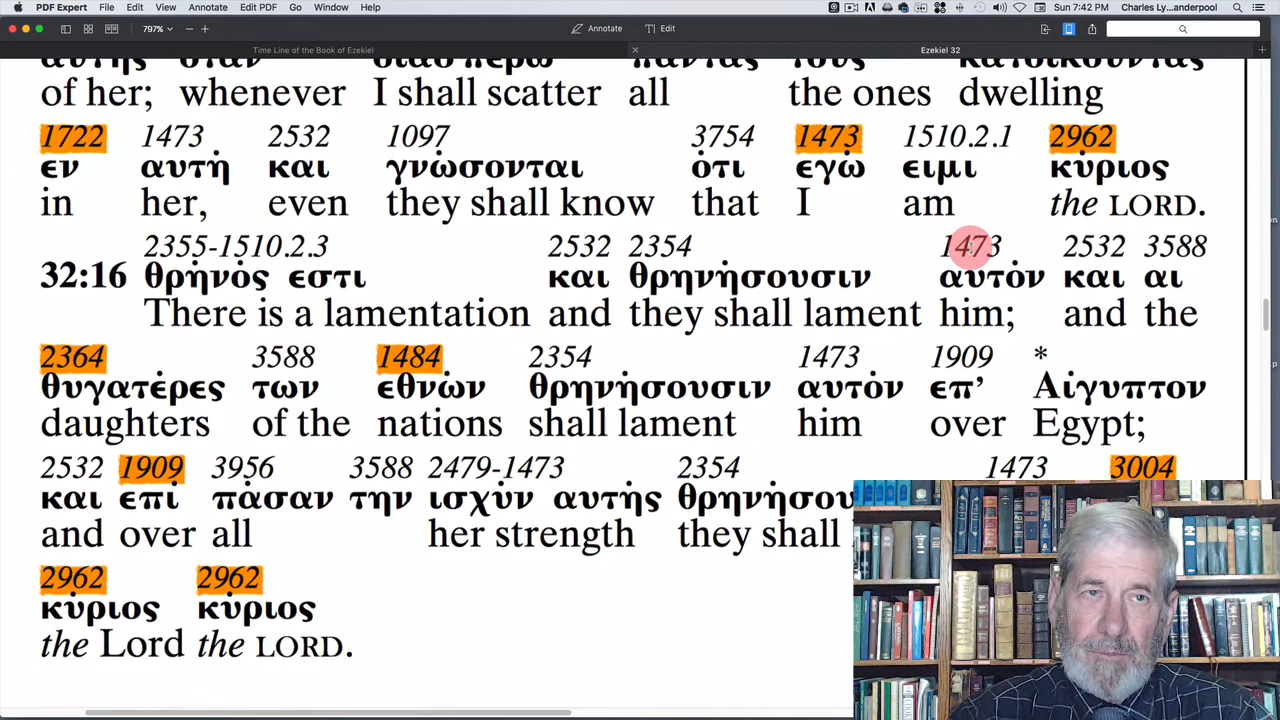 PDF Expert File Edit View Annotate Edit PDF Go Window Help Sun 7:42 PM Charles Ly...anderpool
797% Annotate Edit
Time Line of the Book of Ezekiel Ezekiel 32
of her; whenever I shall scatter all the ones dwelling
1722 1473 2532 1097 3754 1473 1510.2.1 2962
εν αυτή και γνώσονται ότι εγώ ειμι κύριος
in her, even they shall know that I am the LORD.
2355-1510.2.3 2532 2354 1473 2532 3588
32:16 θρήνός εστι και θρηνήσουσιν αυτόν και αι
There is a lamentation and they shall lament him; and the
2364 3588 1484 2354 1473 1909 *
θυγατέρες των εθνών θρηνήσουσιν αυτόν επ’ Αίγυπτον
daughters of the nations shall lament him over Egypt;
2532 1909 3956 3588 2479-1473 2354 1473 3004
και επί πάσαν την ισχύν αυτής θρηνήσου
and over all her strength they shall
2962 2962
κύριος κύριος
the Lord the LORD.